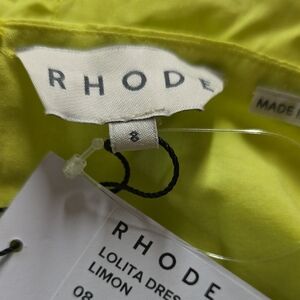 RHODE
8
MADE
RHODE
LOLITA DRES
LIMON
08